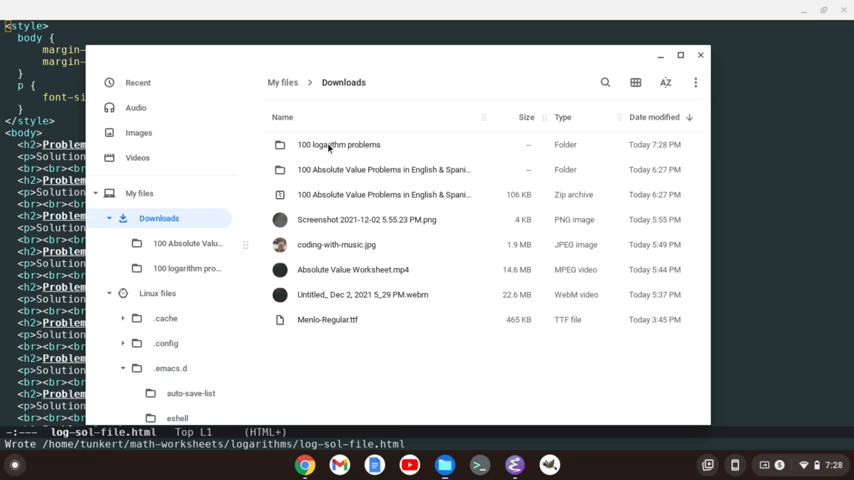 <style>
body {
margin-
margin-
}
p {
font-si
}
</style>
<body>
<h2>Problem
<p>Solution
<br><br><br
<h2>Problem
<p>Solution
<br><br><br
<h2>Problem
<p>Solution
<br><br><br
<h2>Problem
<p>Solution
<br><br><br
<h2>Problem
<p>Solution
<br><br><br
<h2>Problem
<p>Solution
<br><br><br
<h2>Problem
<p>Solution
<br><br><br
<h2>Problem
<p>Solution
<br><br><br
Recent
Audio
Images
Videos
My files
Downloads
100 Absolute Valu...
100 logarithm pro...
Linux files
.cache
.config
.emacs.d
auto-save-list
eshell
My files > Downloads
AZ
Name Size Type Date modified
100 logarithm problems -- Folder Today 7:28 PM
100 Absolute Value Problems in English & Spani... -- Folder Today 6:27 PM
100 Absolute Value Problems in English & Spani... 106 KB Zip archive Today 6:27 PM
Screenshot 2021-12-02 5.55.23 PM.png 4 KB PNG image Today 5:55 PM
coding-with-music.jpg 1.9 MB JPEG image Today 5:49 PM
Absolute Value Worksheet.mp4 14.6 MB MPEG video Today 5:44 PM
Untitled_ Dec 2, 2021 5_29 PM.webm 22.6 MB WebM video Today 5:37 PM
Menlo-Regular.ttf 465 KB TTF file Today 3:45 PM
-:--- log-sol-file.html Top L1 (HTML+)
Wrote /home/tunkert/math-worksheets/logarithms/log-sol-file.html
5 7:28